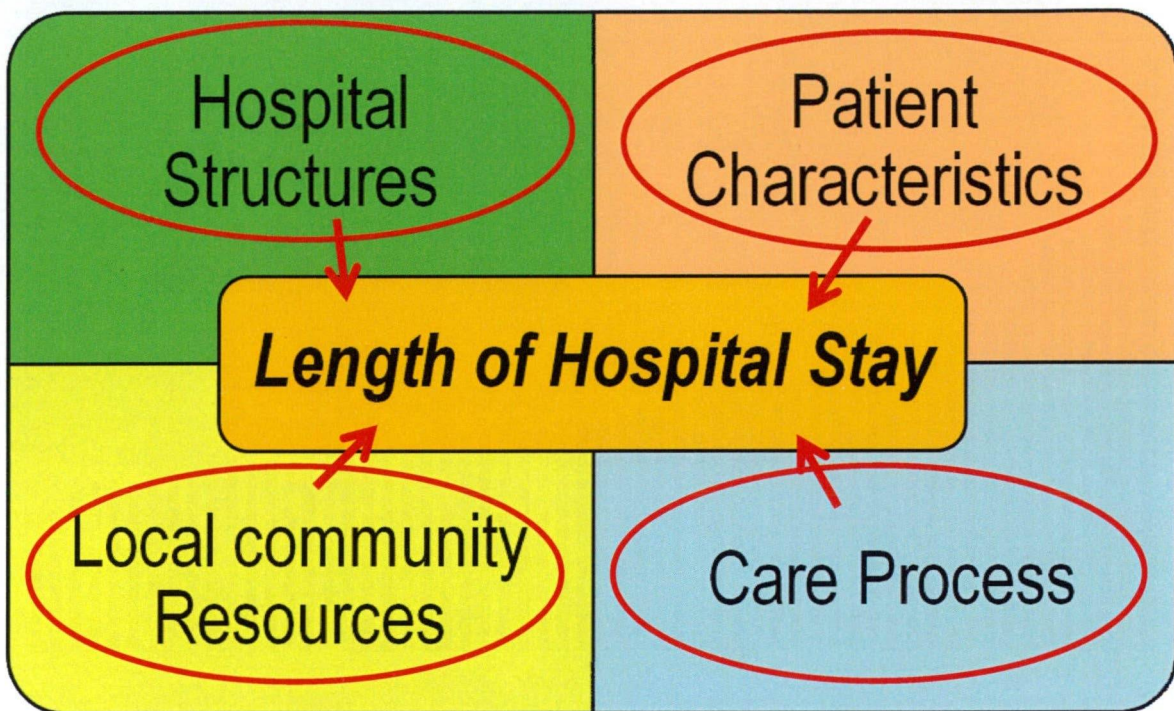 Hospital
Structures
Patient
Characteristics
Length of Hospital Stay
Local community
Resources
Care Process